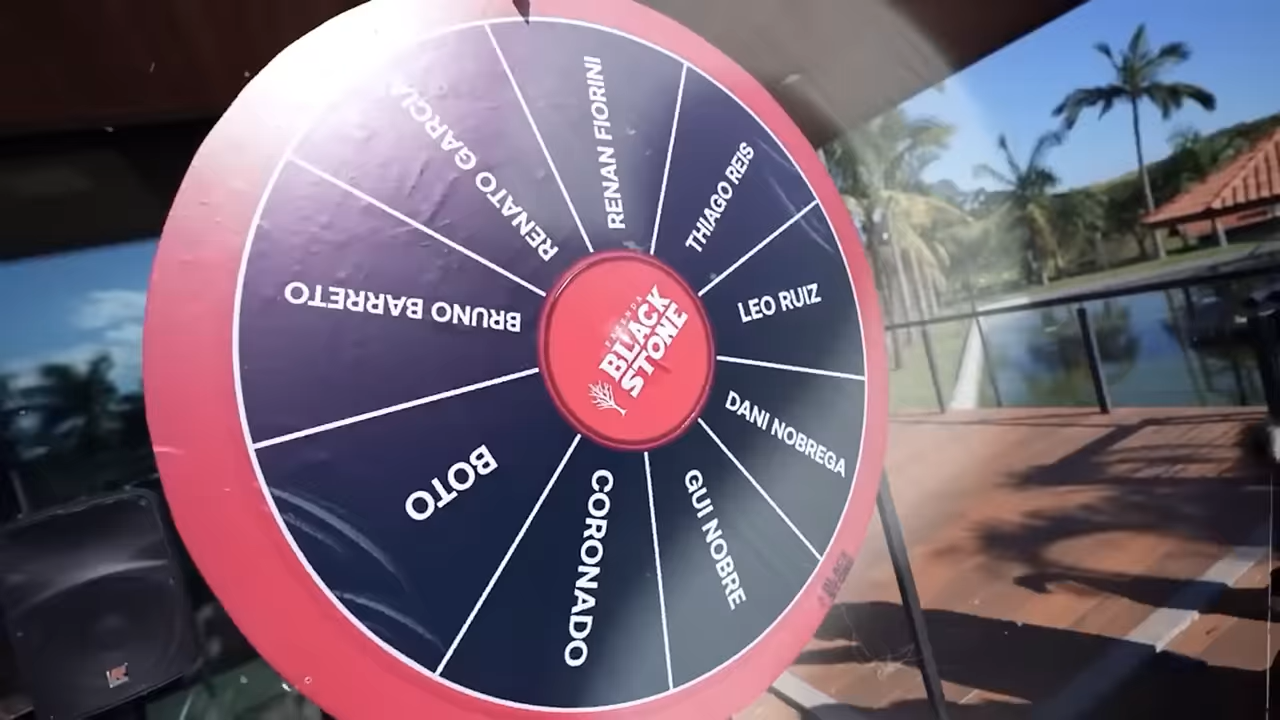 RENAN FIORINI
THIAGO REIS
LEO RUIZ
DANI NOBREGA
GUI NOBRE
CORONADO
BOTO
BRUNO BARRETO
RENATO GARCIA
FAZENDA
BLACK
STONE